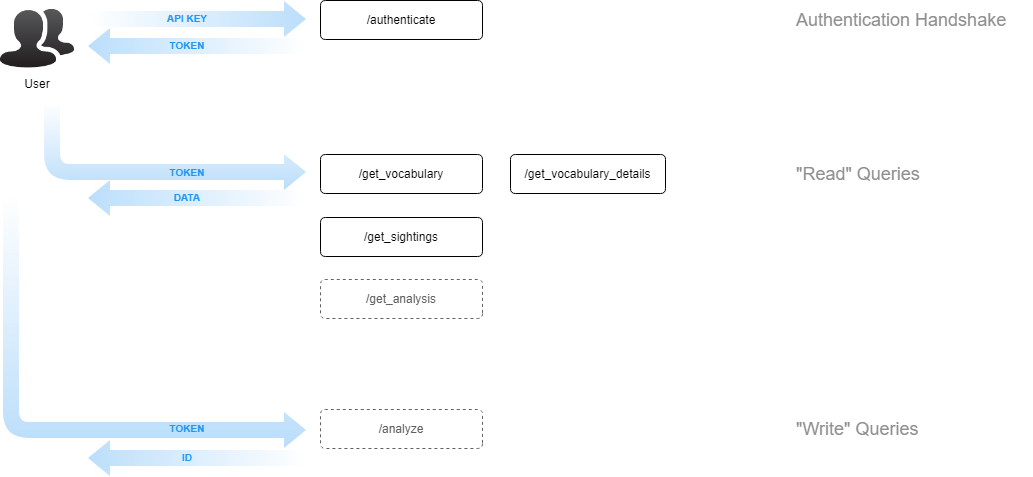 API KEY
/authenticate
Authentication Handshake
TOKEN
User
TOKEN
/get_vocabulary
/get_vocabulary_details
"Read" Queries
DATA
/get_sightings
/get_analysis
TOKEN
/analyze
"Write" Queries
ID